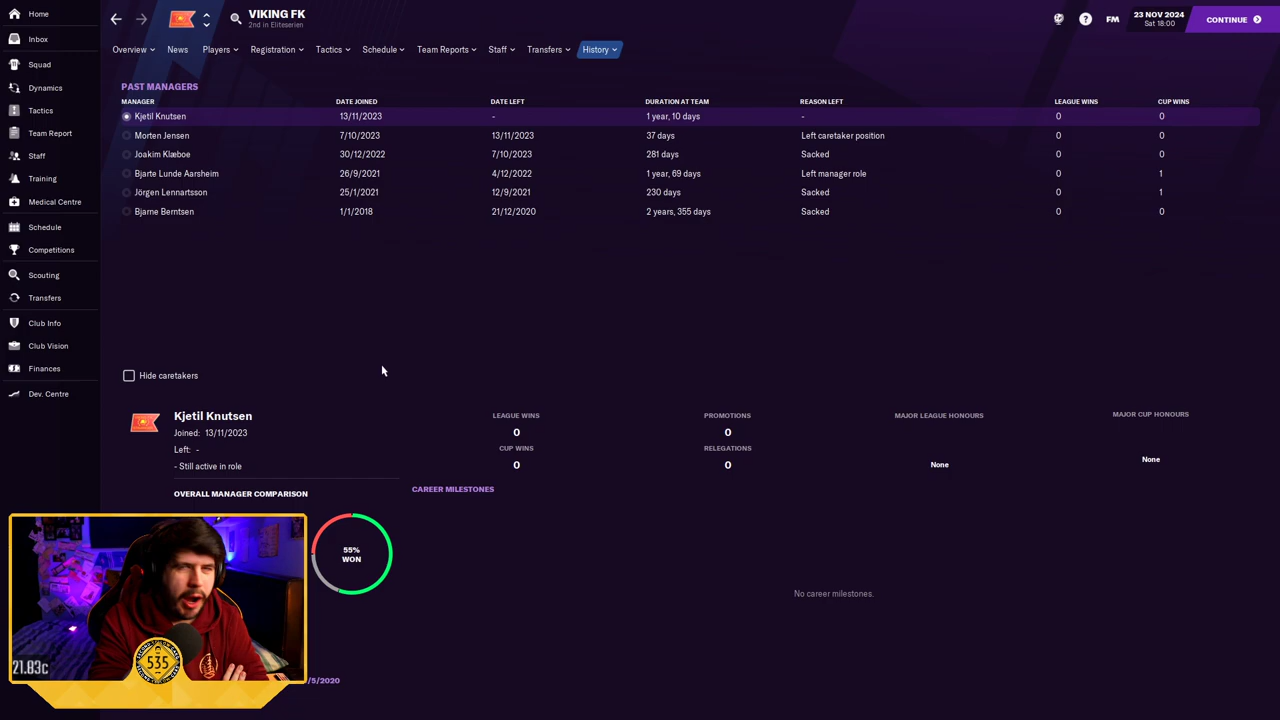 Home
Inbox
Squad
Dynamics
Tactics
Team Report
Staff
Training
Medical Centre
Schedule
Competitions
Scouting
Transfers
Club Info
Club Vision
Finances
Dev. Centre
VIKING FK
2nd in Eliteserien
? FM 23 NOV 2024 Sat 18:00 CONTINUE
Overview News Players Registration Tactics Schedule Team Reports Staff Transfers History
PAST MANAGERS
MANAGER DATE JOINED DATE LEFT DURATION AT TEAM REASON LEFT LEAGUE WINS CUP WINS
Kjetil Knutsen 13/11/2023 - 1 year, 10 days - 0 0
Morten Jensen 7/10/2023 13/11/2023 37 days Left caretaker position 0 0
Joakim Klæboe 30/12/2022 7/10/2023 281 days Sacked 0 0
Bjarte Lunde Aarsheim 26/9/2021 4/12/2022 1 year, 69 days Left manager role 0 1
Jörgen Lennartsson 25/1/2021 12/9/2021 230 days Sacked 0 1
Bjarne Berntsen 1/1/2018 21/12/2020 2 years, 355 days Sacked 0 0
Hide caretakers
Kjetil Knutsen
Joined: 13/11/2023
Left: -
- Still active in role
LEAGUE WINS PROMOTIONS MAJOR LEAGUE HONOURS MAJOR CUP HONOURS
0 0
CUP WINS RELEGATIONS
0 0 None None
OVERALL MANAGER COMPARISON
CAREER MILESTONES
55%
WON
No career milestones.
21.83c
535
/5/2020